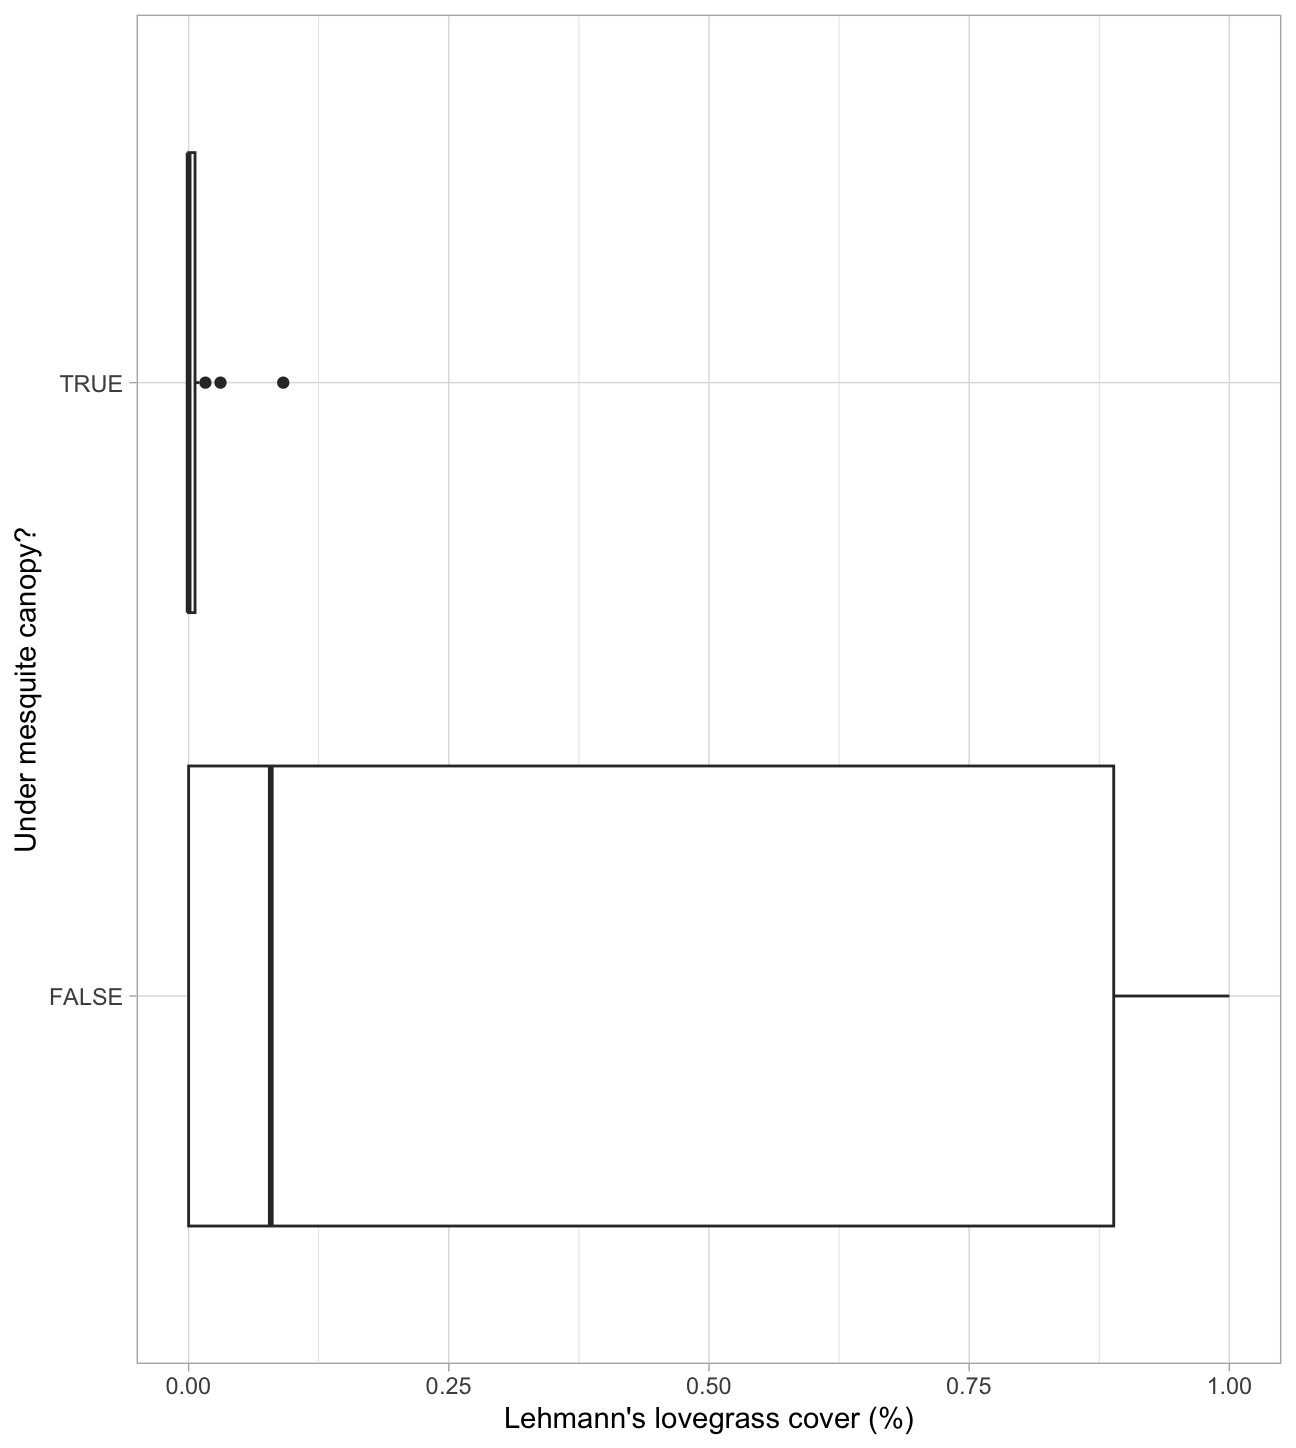 Under mesquite canopy?
TRUE
FALSE
0.00 0.25 0.50 0.75 1.00
Lehmann's lovegrass cover (%)